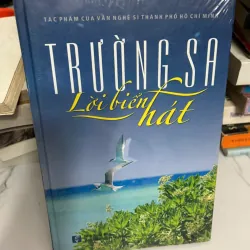 TÁC PHẨM CỦA VĂN NGHỆ SĨ THÀNH PHỐ HỒ CHÍ MINH
TRƯỜNG SA
Lời biển
hát